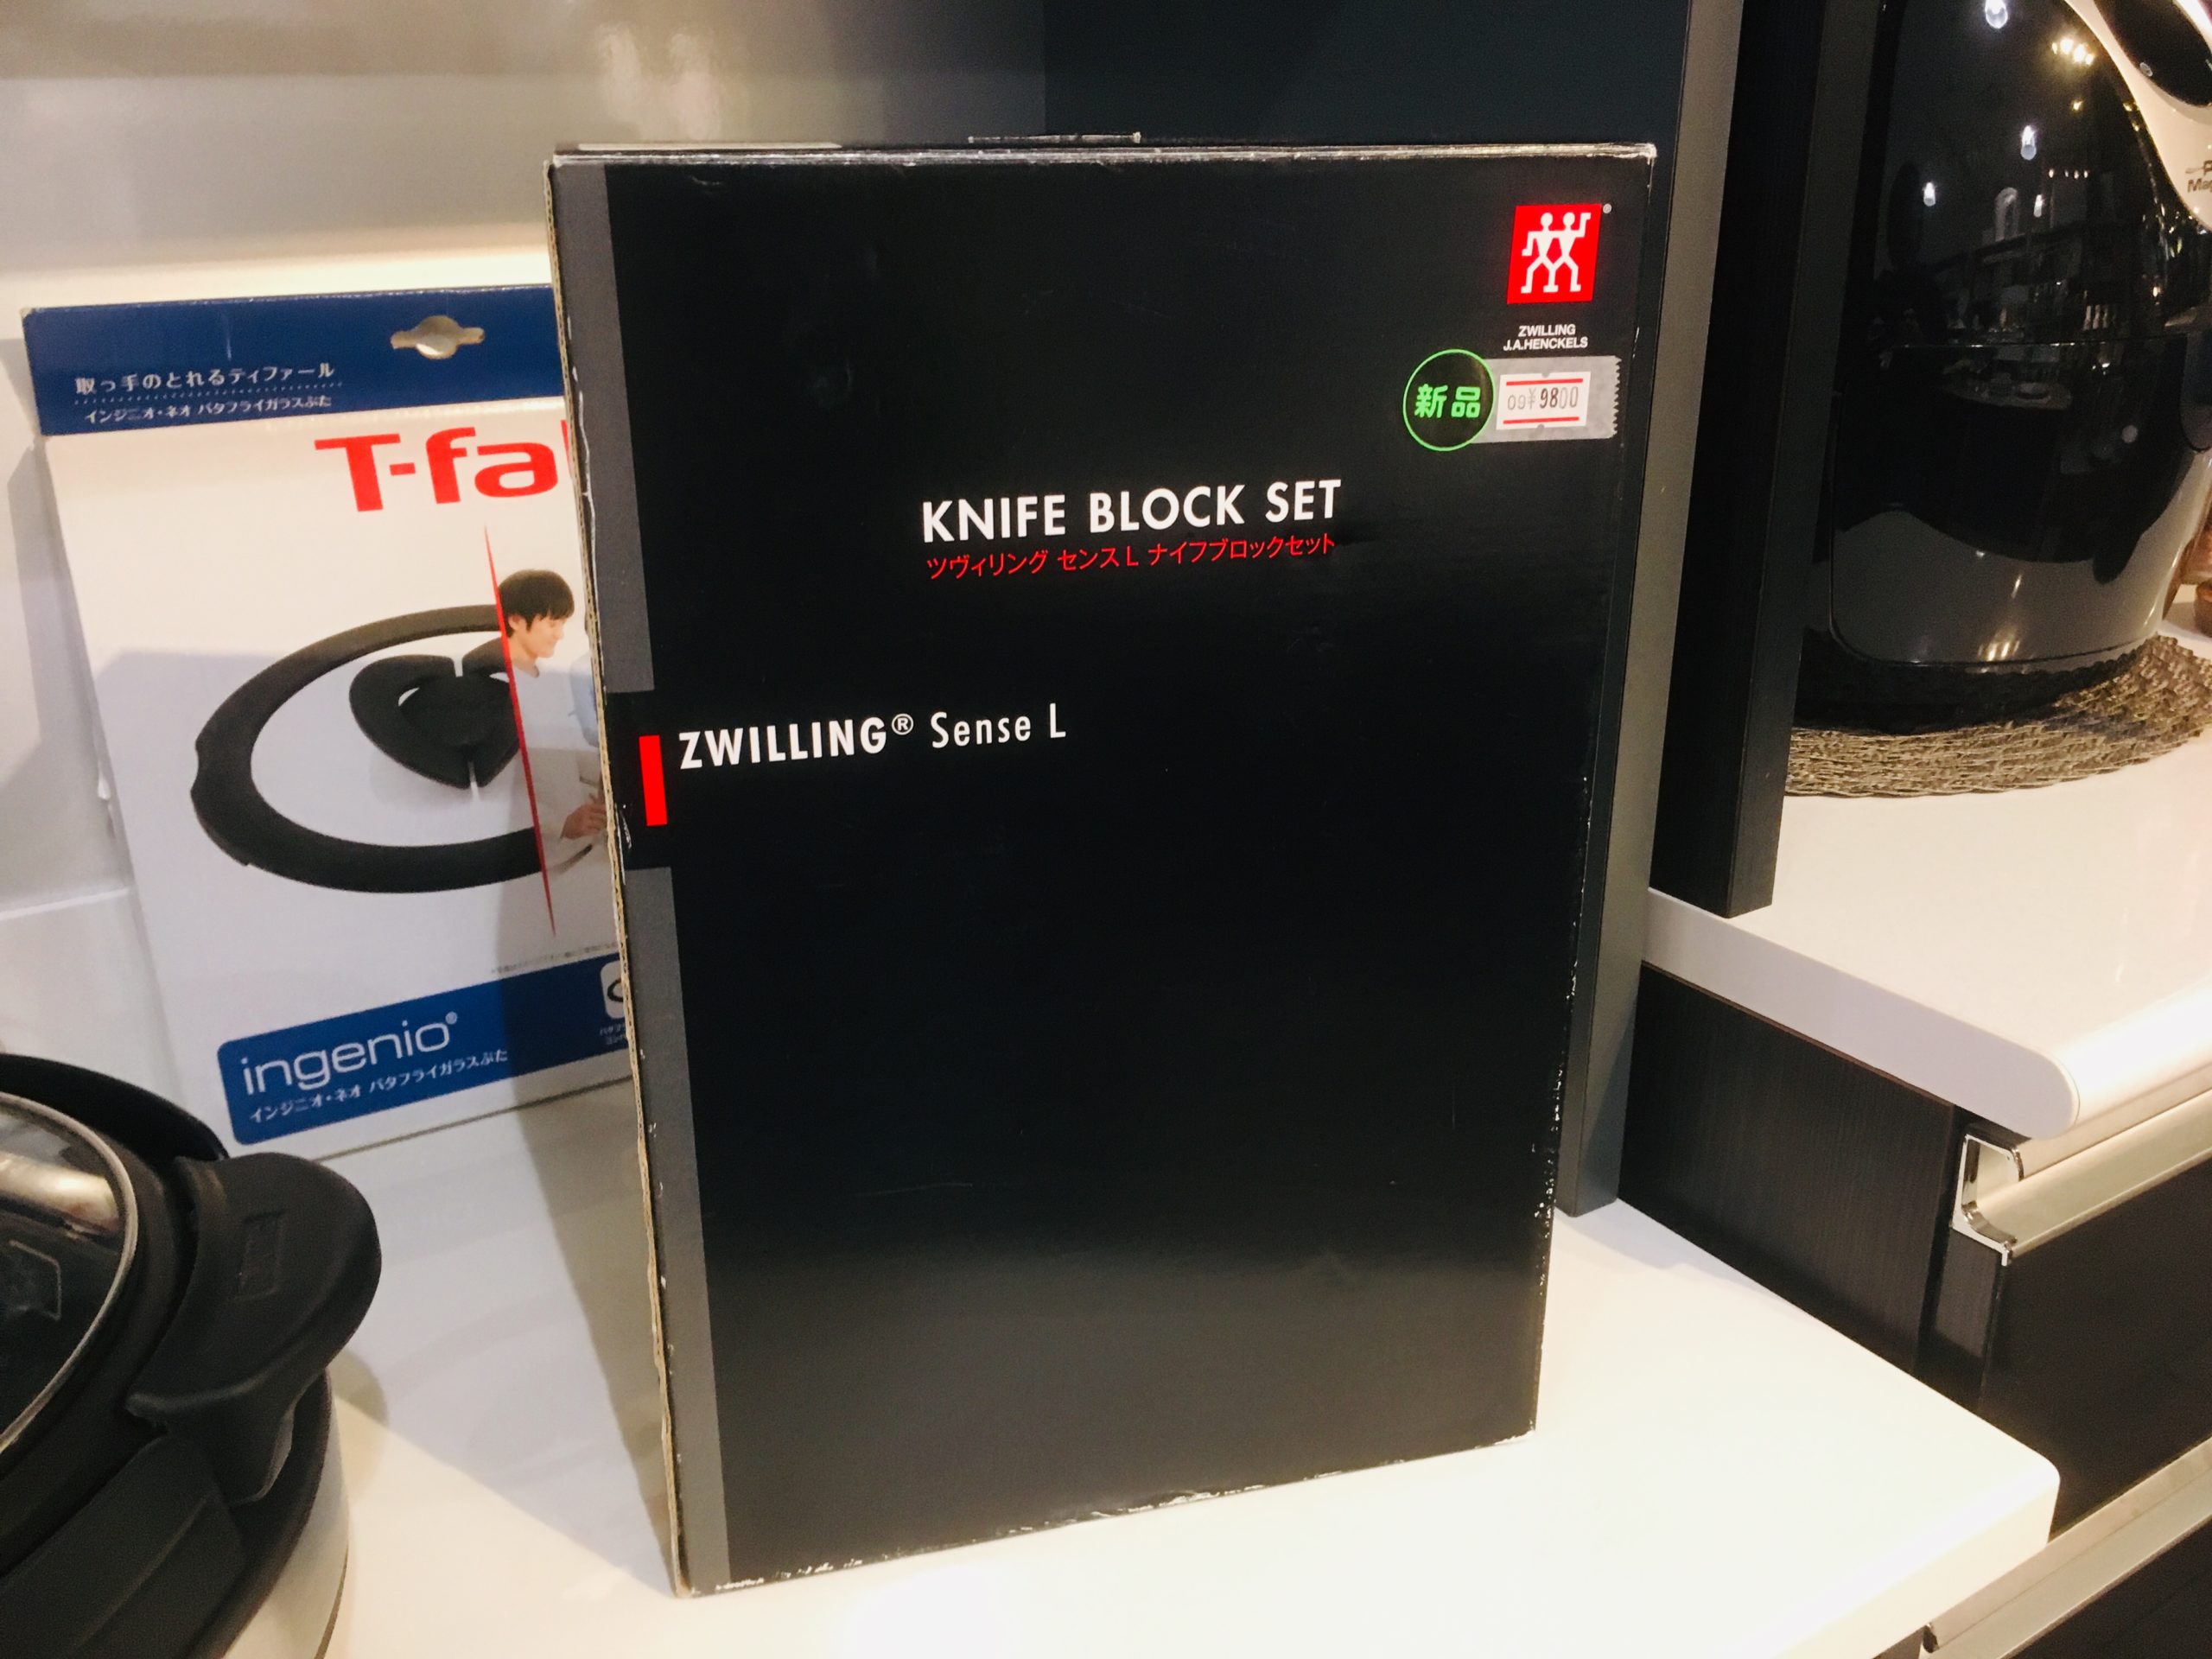 ZWILLING
J.A.HENCKELS
新品
¥9800
KNIFE BLOCK SET
ツヴィリング センス L ナイフブロックセット
ZWILLING® Sense L
取っ手のとれるティファール
インジニオ・ネオ バタフライガラスぶた
T-fa
ingenio®
インジニオ・ネオ バタフライガラスぶた